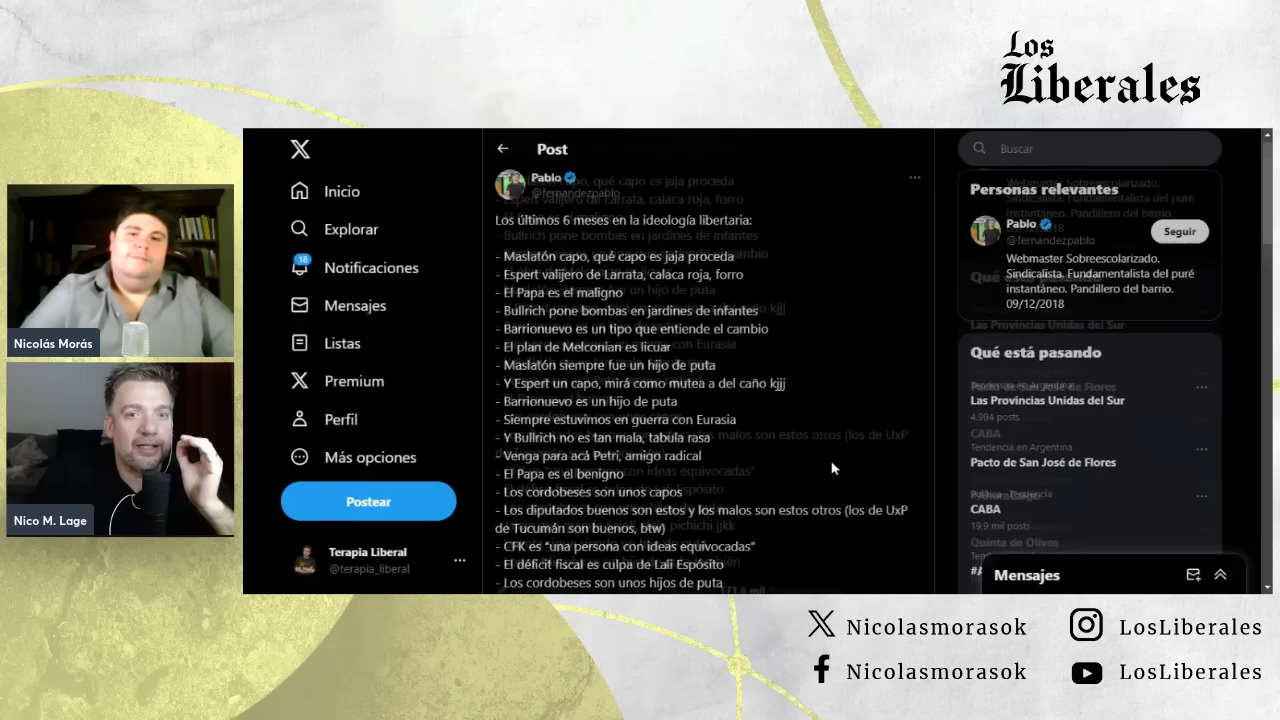 Los
Liberales
Nicolás Morás
Nico M. Lage
Inicio
Explorar
18
Notificaciones
Mensajes
Listas
Premium
Perfil
Más opciones
Postear
Terapia Liberal
@terapia_liberal
Post
Pablo
@fernandezpablo
Los últimos 6 meses en la ideología libertaria:
- Maslatón capo, qué capo es jaja proceda
- Espert valijero de Larrata, calaca roja, forro
- El Papa es el maligno
- Bullrich pone bombas en jardines de infantes
- Barrionuevo es un tipo que entiende el cambio
- El plan de Melconian es licuar
- Maslatón siempre fue un hijo de puta
- Y Espert un capo, mirá como mutea a del caño kjjj
- Barrionuevo es un hijo de puta
- Siempre estuvimos en guerra con Eurasia
- Y Bullrich no es tan mala, tabula rasa
- Venga para acá Petri, amigo radical
- El Papa es el benigno
- Los cordobeses son unos capos
- Los diputados buenos son estos y los malos son estos otros (los de UxP
de Tucumán son buenos, btw)
- CFK es "una persona con ideas equivocadas"
- El déficit fiscal es culpa de Lali Espósito
- Los cordobeses son unos hijos de puta
Buscar
Personas relevantes
Pablo
@fernandezpablo
Seguir
Webmaster Sobreescolarizado.
Sindicalista. Fundamentalista del puré
instantáneo. Pandillero del barrio.
09/12/2018
Qué está pasando
Tendencia en Argentina
Las Provincias Unidas del Sur
4.994 posts
Tendencia en Argentina
Pacto de San José de Flores
CABA
19,9 mil posts
Mensajes
Nicolasmorasok
LosLiberales
Nicolasmorasok
LosLiberales